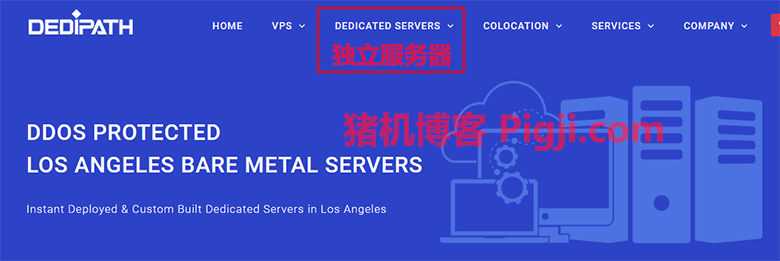 DEDIPATH
HOME VPS DEDICATED SERVERS COLOCATION SERVICES COMPANY
独立服务器
猪机博客 Pigji.com
DDOS PROTECTED
LOS ANGELES BARE METAL SERVERS
Instant Deployed & Custom Built Dedicated Servers in Los Angeles